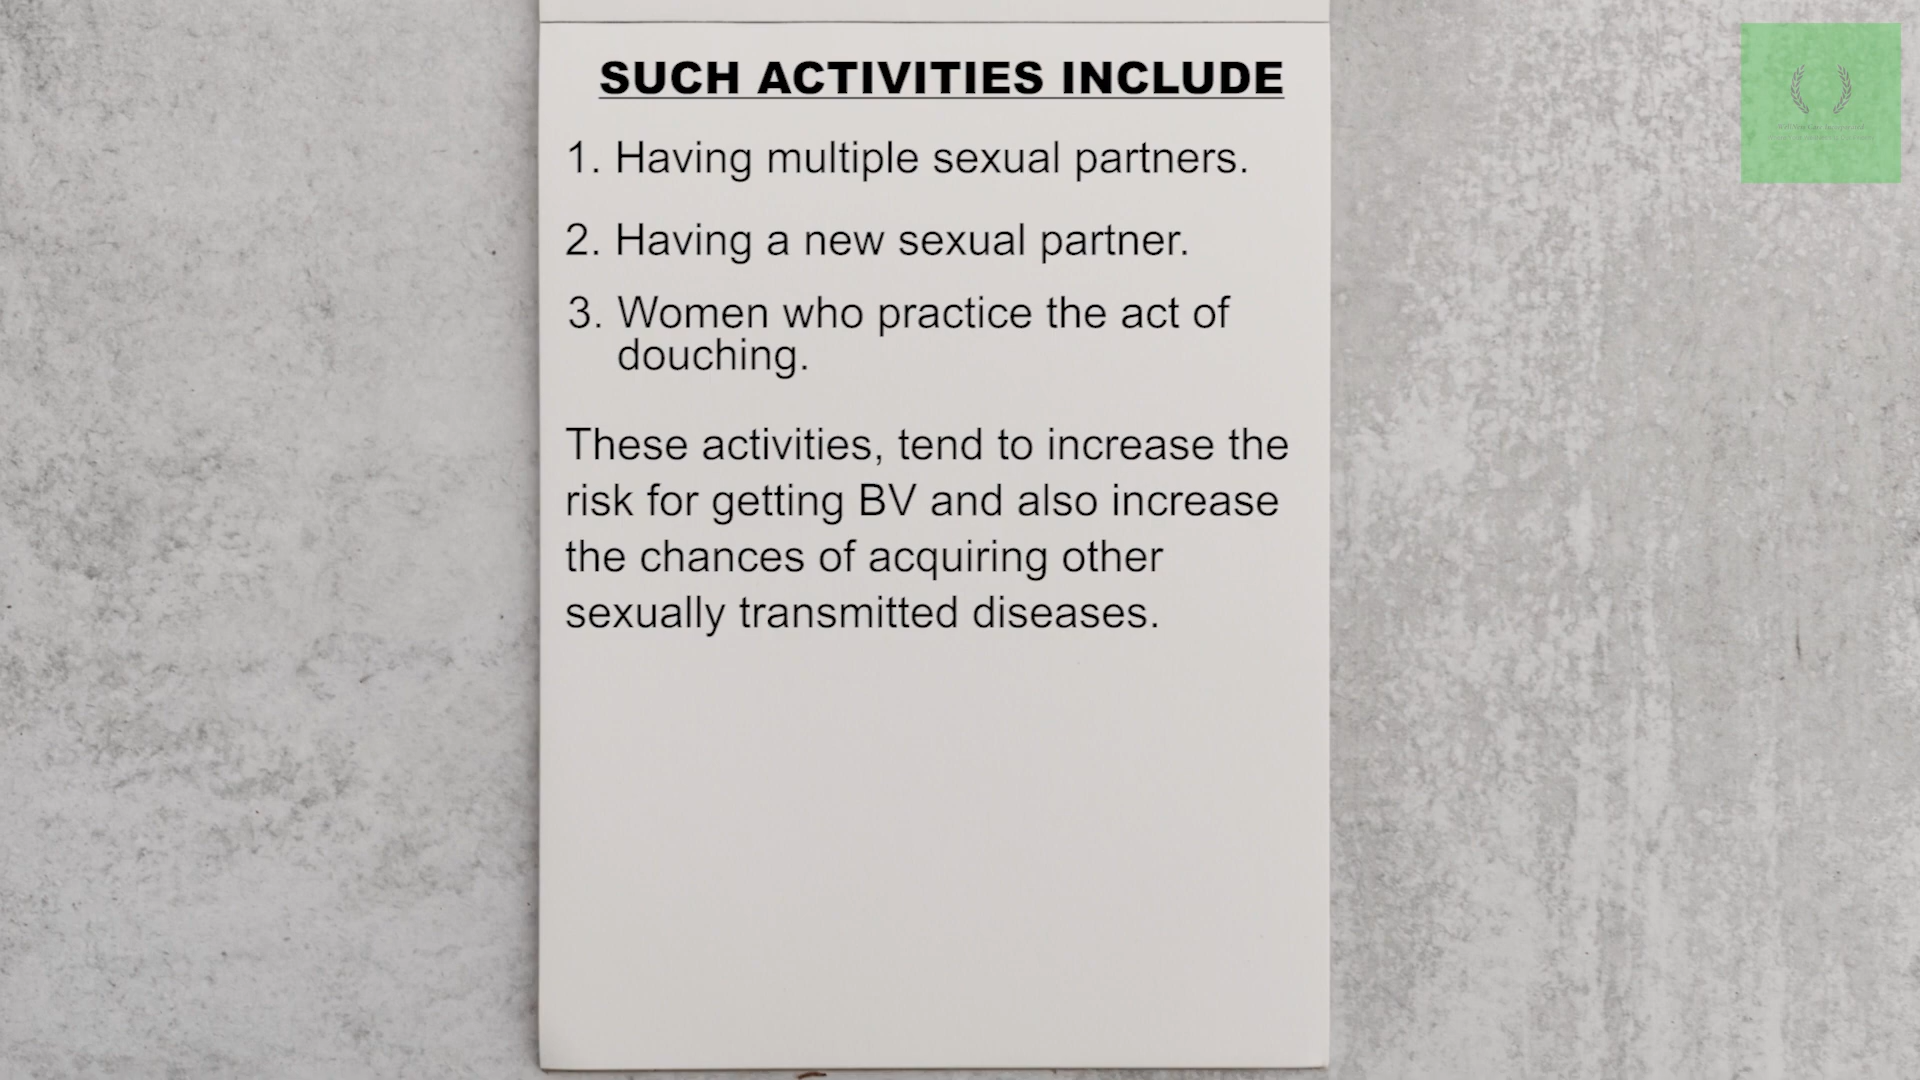 SUCH ACTIVITIES INCLUDE
1. Having multiple sexual partners.
2. Having a new sexual partner.
3. Women who practice the act of
douching.
These activities, tend to increase the
risk for getting BV and also increase
the chances of acquiring other
sexually transmitted diseases.